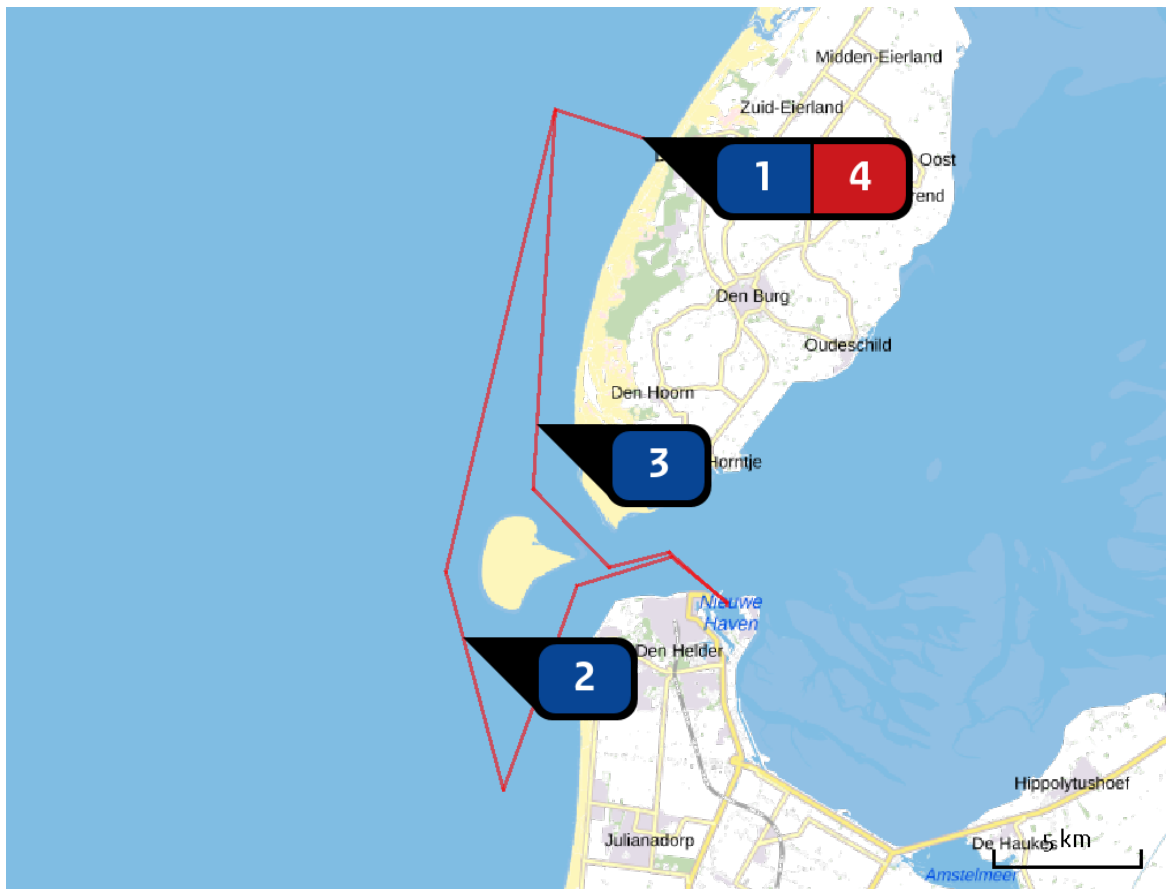 Midden-Eierland
Zuid-Eierland
Oost
1 4
rend
Den Burg
Oudeschild
Den Hoorn
3
Horntje
Nieuwe
Haven
Den Helder
2
Hippolytushoef
Julianadorp
De Haukes
5 km
Amstelmeer